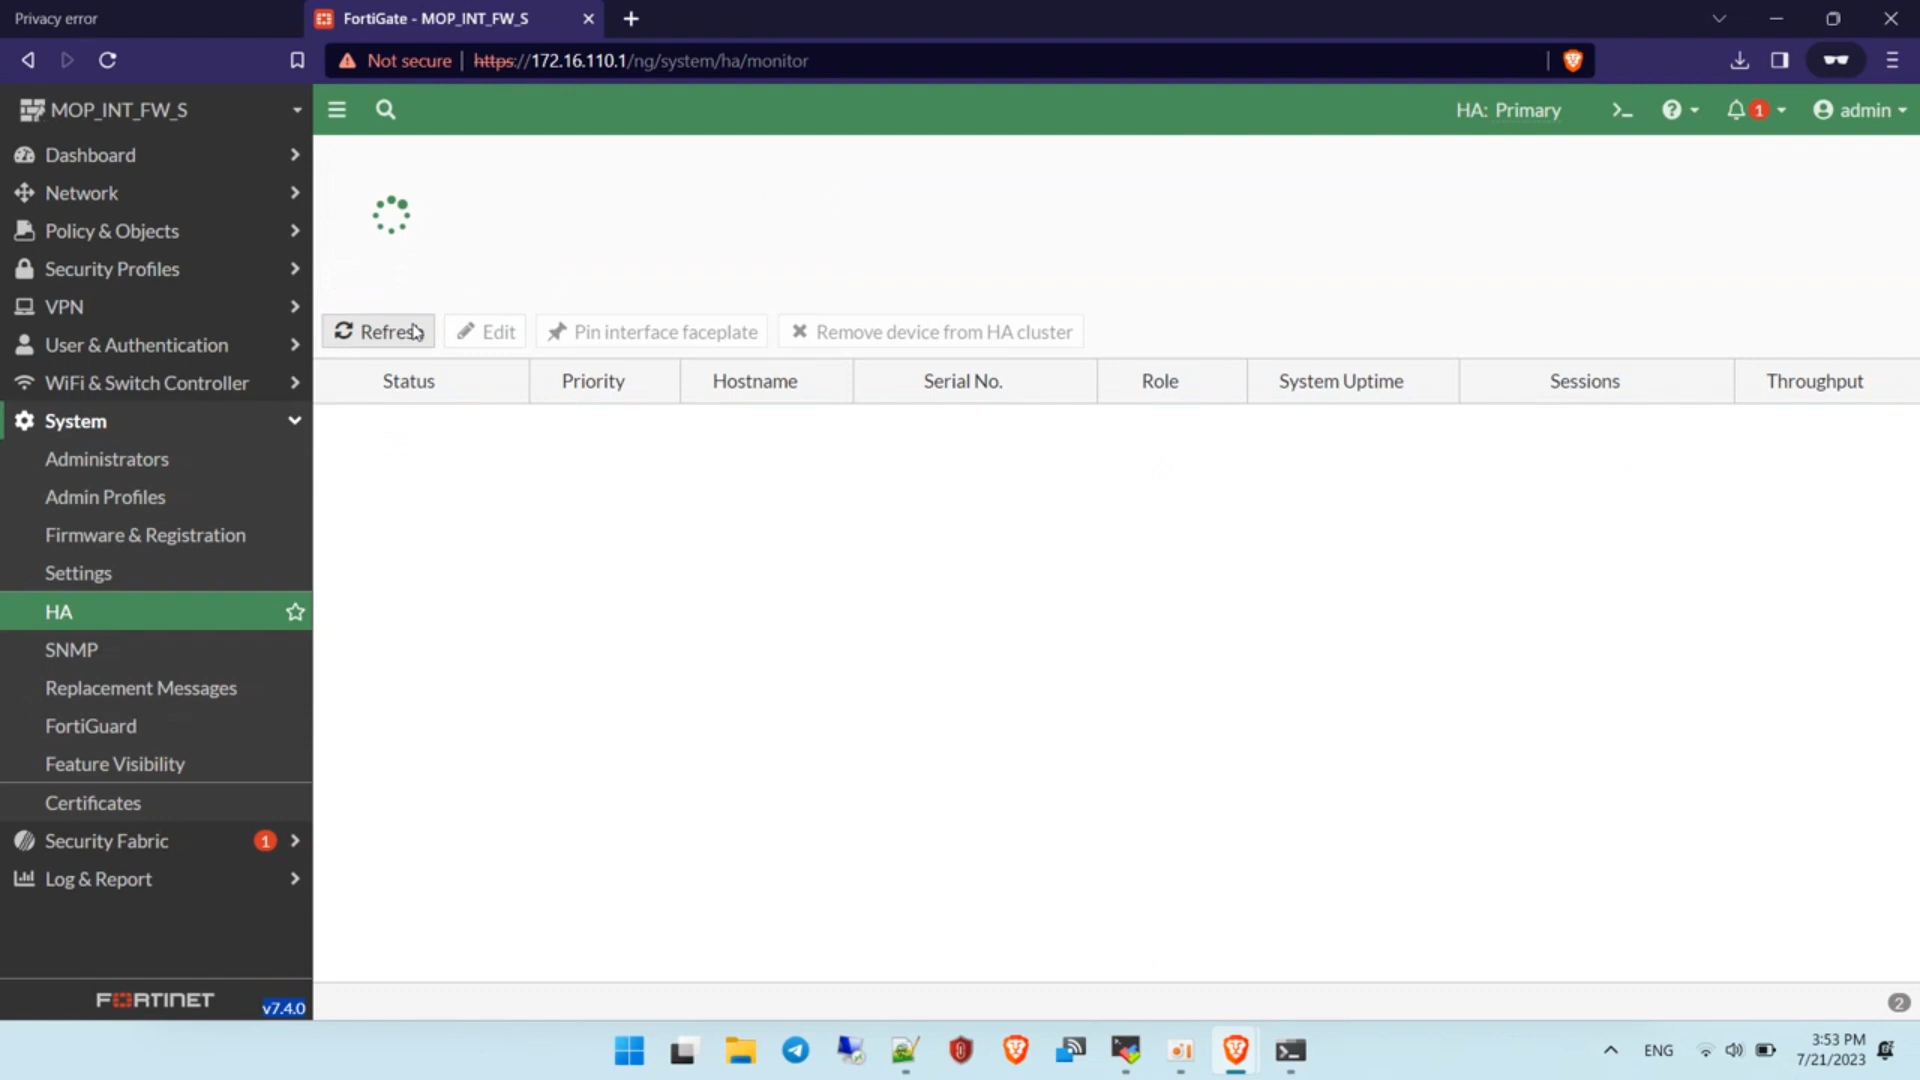 Privacy error
FortiGate - MOP_INT_FW_S
Not secure
https://172.16.110.1/ng/system/ha/monitor
MOP_INT_FW_S
HA: Primary
1
admin
Dashboard
Network
Policy & Objects
Security Profiles
VPN
User & Authentication
WiFi & Switch Controller
System
Administrators
Admin Profiles
Firmware & Registration
Settings
HA
SNMP
Replacement Messages
FortiGuard
Feature Visibility
Certificates
Security Fabric 1
Log & Report
FORTINET
v7.4.0
Refresh
Edit
Pin interface faceplate
Remove device from HA cluster
Status
Priority
Hostname
Serial No.
Role
System Uptime
Sessions
Throughput
2
ENG
3:53 PM
7/21/2023